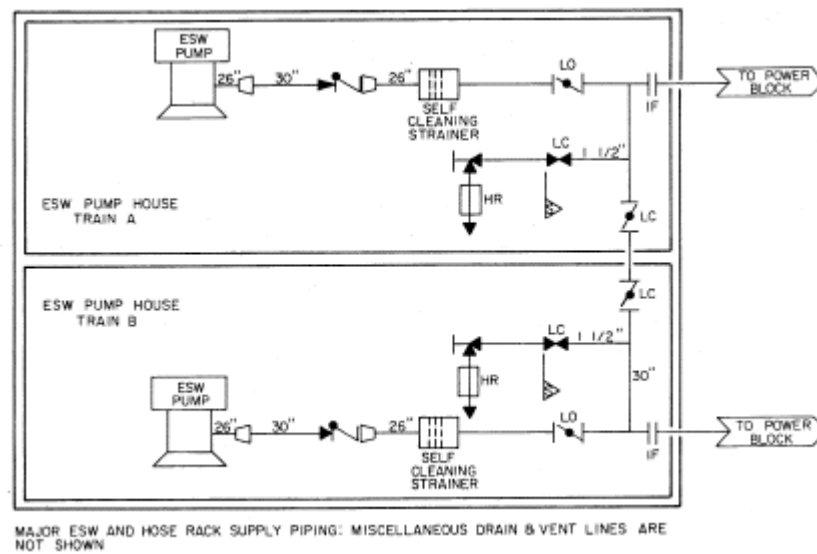 ESW
PUMP
26"
30"
26"
SELF
CLEANING
STRAINER
LO
IF
TO POWER
BLOCK
LC
1 1/2"
HR
ESW PUMP HOUSE
TRAIN A
LC
LC
ESW PUMP HOUSE
TRAIN B
LC
1 1/2"
HR
30"
ESW
PUMP
26"
30"
26"
SELF
CLEANING
STRAINER
LO
IF
TO POWER
BLOCK
MAJOR ESW AND HOSE RACK SUPPLY PIPING: MISCELLANEOUS DRAIN & VENT LINES ARE
NOT SHOWN